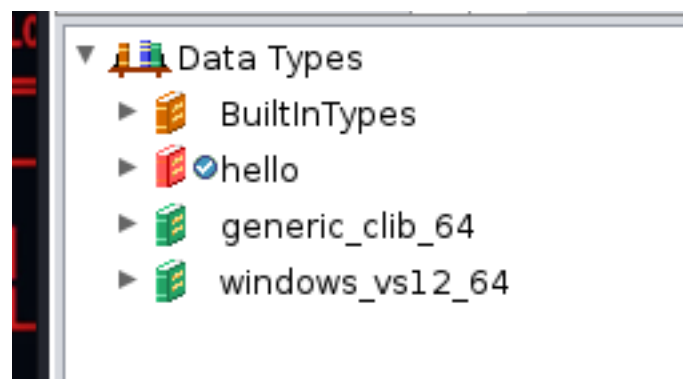 Data Types
BuiltInTypes
hello
generic_clib_64
windows_vs12_64